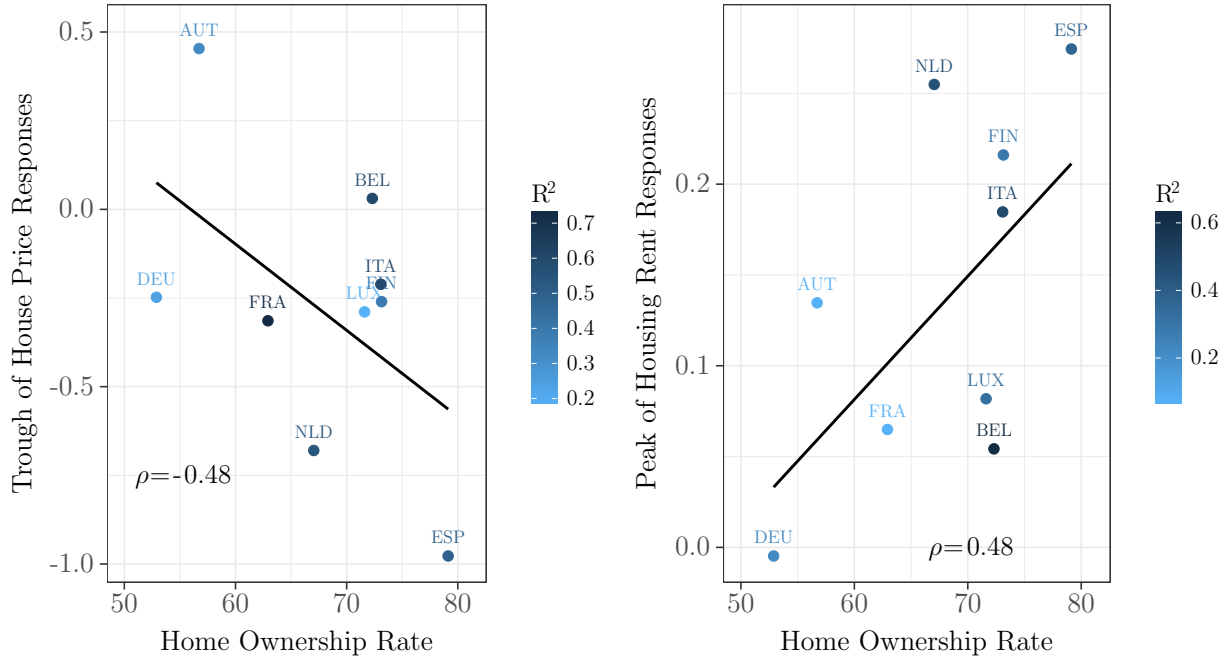 Trough of House Price Responses
0.5
0.0
-0.5
-1.0
AUT
BEL
ITA
FIN
DEU
LUX
FRA
NLD
ρ=-0.48
ESP
50 60 70 80
Home Ownership Rate
R²
0.7
0.6
0.5
0.4
0.3
0.2
Peak of Housing Rent Responses
0.2
0.1
0.0
ESP
NLD
FIN
ITA
AUT
LUX
FRA
BEL
DEU
ρ=0.48
50 60 70 80
Home Ownership Rate
R²
0.6
0.4
0.2